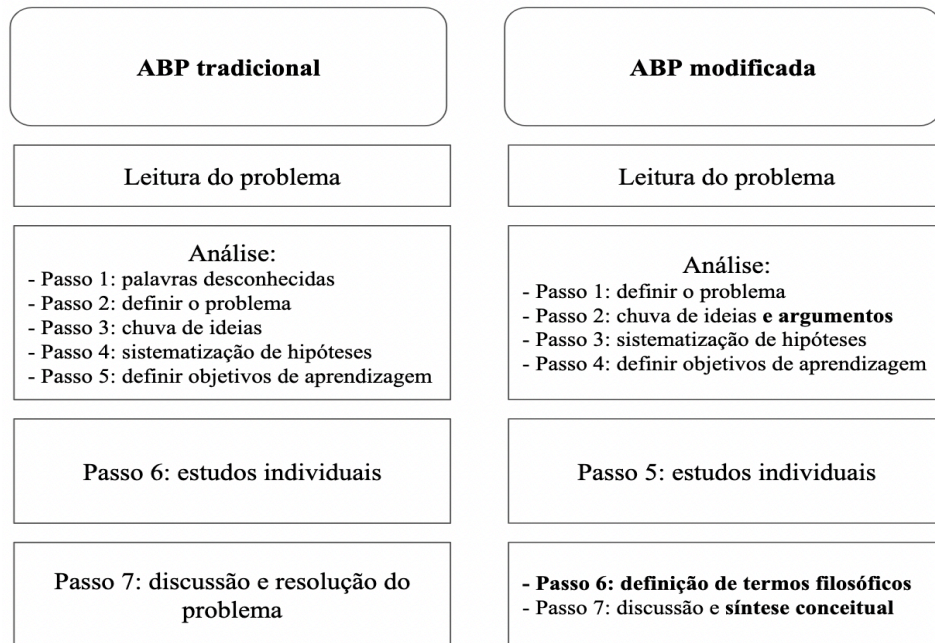 ABP tradicional
Leitura do problema
Análise:
- Passo 1: palavras desconhecidas
- Passo 2: definir o problema
- Passo 3: chuva de ideias
- Passo 4: sistematização de hipóteses
- Passo 5: definir objetivos de aprendizagem
Passo 6: estudos individuais
Passo 7: discussão e resolução do
problema
ABP modificada
Leitura do problema
Análise:
- Passo 1: definir o problema
- Passo 2: chuva de ideias e argumentos
- Passo 3: sistematização de hipóteses
- Passo 4: definir objetivos de aprendizagem
Passo 5: estudos individuais
- Passo 6: definição de termos filosóficos
- Passo 7: discussão e síntese conceitual